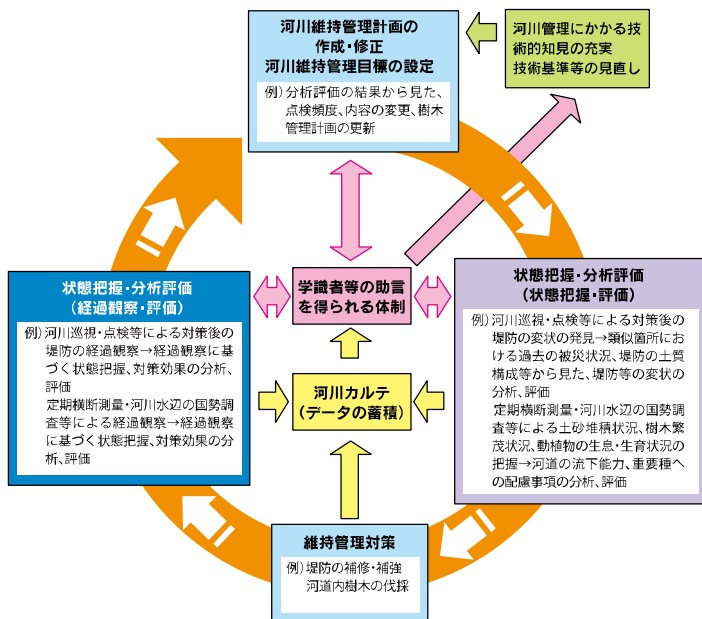 河川維持管理計画の
作成・修正
河川維持管理目標の設定
例）分析評価の結果から見た、
点検頻度、内容の変更、樹木
管理計画の更新
河川管理にかかる技
術的知見の充実
技術基準等の見直し
状態把握・分析評価
（経過観察・評価）
例）河川巡視・点検等による対策後の
堤防の経過観察→経過観察に基
づく状態把握、対策効果の分析、
評価
定期横断測量・河川水辺の国勢調
査等による経過観察→経過観察
に基づく状態把握、対策効果の分
析、評価
学識者等の助言
を得られる体制
河川カルテ
（データの蓄積）
状態把握・分析評価
（状態把握・評価）
例）河川巡視・点検等による対策後の
堤防の変状の発見→類似箇所にお
ける過去の被災状況、堤防の土質
構成等から見た、堤防等の変状の
分析、評価
定期横断測量・河川水辺の国勢調
査等による土砂堆積状況、樹木繁
茂状況、動植物の生息・生育状況の
把握→河道の流下能力、重要種へ
の配慮事項の分析、評価
維持管理対策
例）堤防の補修・補強
河道内樹木の伐採